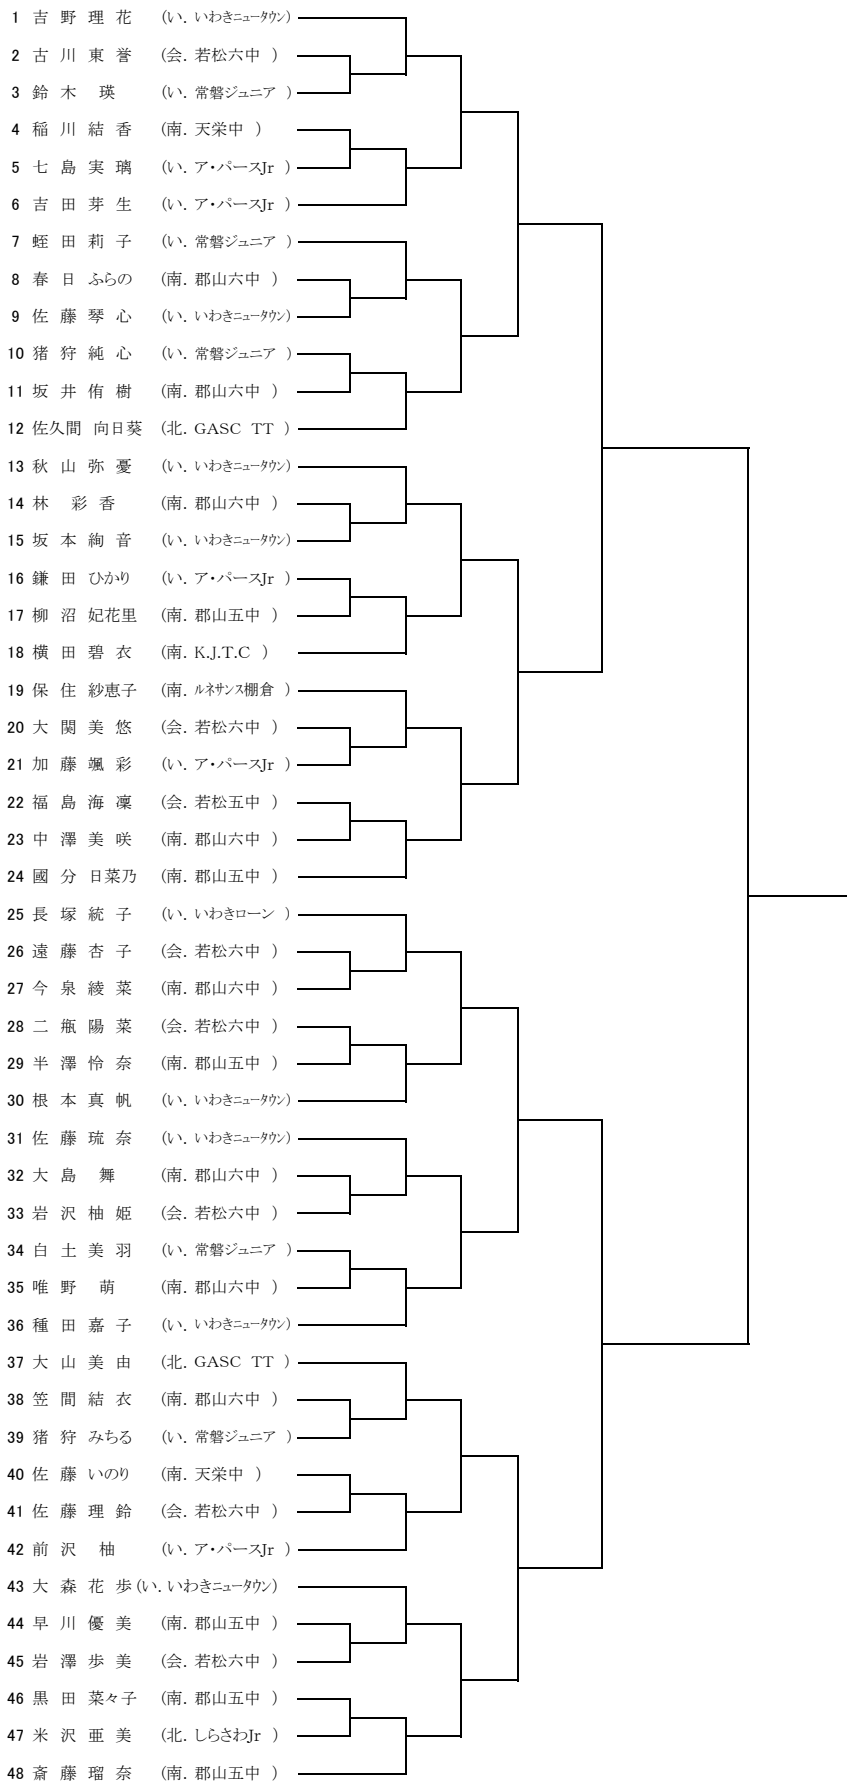 1 吉 野 理 花 (い. いわきニュータウン)
2 古 川 東 誉 (会. 若松六中 )
3 鈴 木 瑛 (い. 常磐ジュニア )
4 稲 川 結 香 (南. 天栄中 )
5 七 島 実 璃 (い. ア・パースJr )
6 吉 田 芽 生 (い. ア・パースJr )
7 蛭 田 莉 子 (い. 常磐ジュニア )
8 春 日 ふらの (南. 郡山六中 )
9 佐 藤 琴 心 (い. いわきニュータウン)
10 猪 狩 純 心 (い. 常磐ジュニア )
11 坂 井 侑 樹 (南. 郡山六中 )
12 佐久間 向日葵 (北. GASC TT )
13 秋 山 弥 憂 (い. いわきニュータウン)
14 林 彩 香 (南. 郡山六中 )
15 坂 本 絢 音 (い. いわきニュータウン)
16 鎌 田 ひかり (い. ア・パースJr )
17 柳 沼 妃花里 (南. 郡山五中 )
18 横 田 碧 衣 (南. K.J.T.C )
19 保 住 紗恵子 (南. ルネサンス棚倉 )
20 大 関 美 悠 (会. 若松六中 )
21 加 藤 颯 彩 (い. ア・パースJr )
22 福 島 海 凜 (会. 若松五中 )
23 中 澤 美 咲 (南. 郡山六中 )
24 國 分 日菜乃 (南. 郡山五中 )
25 長 塚 統 子 (い. いわきローン )
26 遠 藤 杏 子 (会. 若松六中 )
27 今 泉 綾 菜 (南. 郡山六中 )
28 二 瓶 陽 菜 (会. 若松六中 )
29 半 澤 怜 奈 (南. 郡山五中 )
30 根 本 真 帆 (い. いわきニュータウン)
31 佐 藤 琉 奈 (い. いわきニュータウン)
32 大 島 舞 (南. 郡山六中 )
33 岩 沢 柚 姫 (会. 若松六中 )
34 白 土 美 羽 (い. 常磐ジュニア )
35 唯 野 萌 (南. 郡山六中 )
36 種 田 嘉 子 (い. いわきニュータウン)
37 大 山 美 由 (北. GASC TT )
38 笠 間 結 衣 (南. 郡山六中 )
39 猪 狩 みちる (い. 常磐ジュニア )
40 佐 藤 いのり (南. 天栄中 )
41 佐 藤 理 鈴 (会. 若松六中 )
42 前 沢 柚 (い. ア・パースJr )
43 大 森 花 歩 (い. いわきニュータウン)
44 早 川 優 美 (南. 郡山五中 )
45 岩 澤 歩 美 (会. 若松六中 )
46 黒 田 菜々子 (南. 郡山五中 )
47 米 沢 亜 美 (北. しらさわJr )
48 斎 藤 瑠 奈 (南. 郡山五中 )